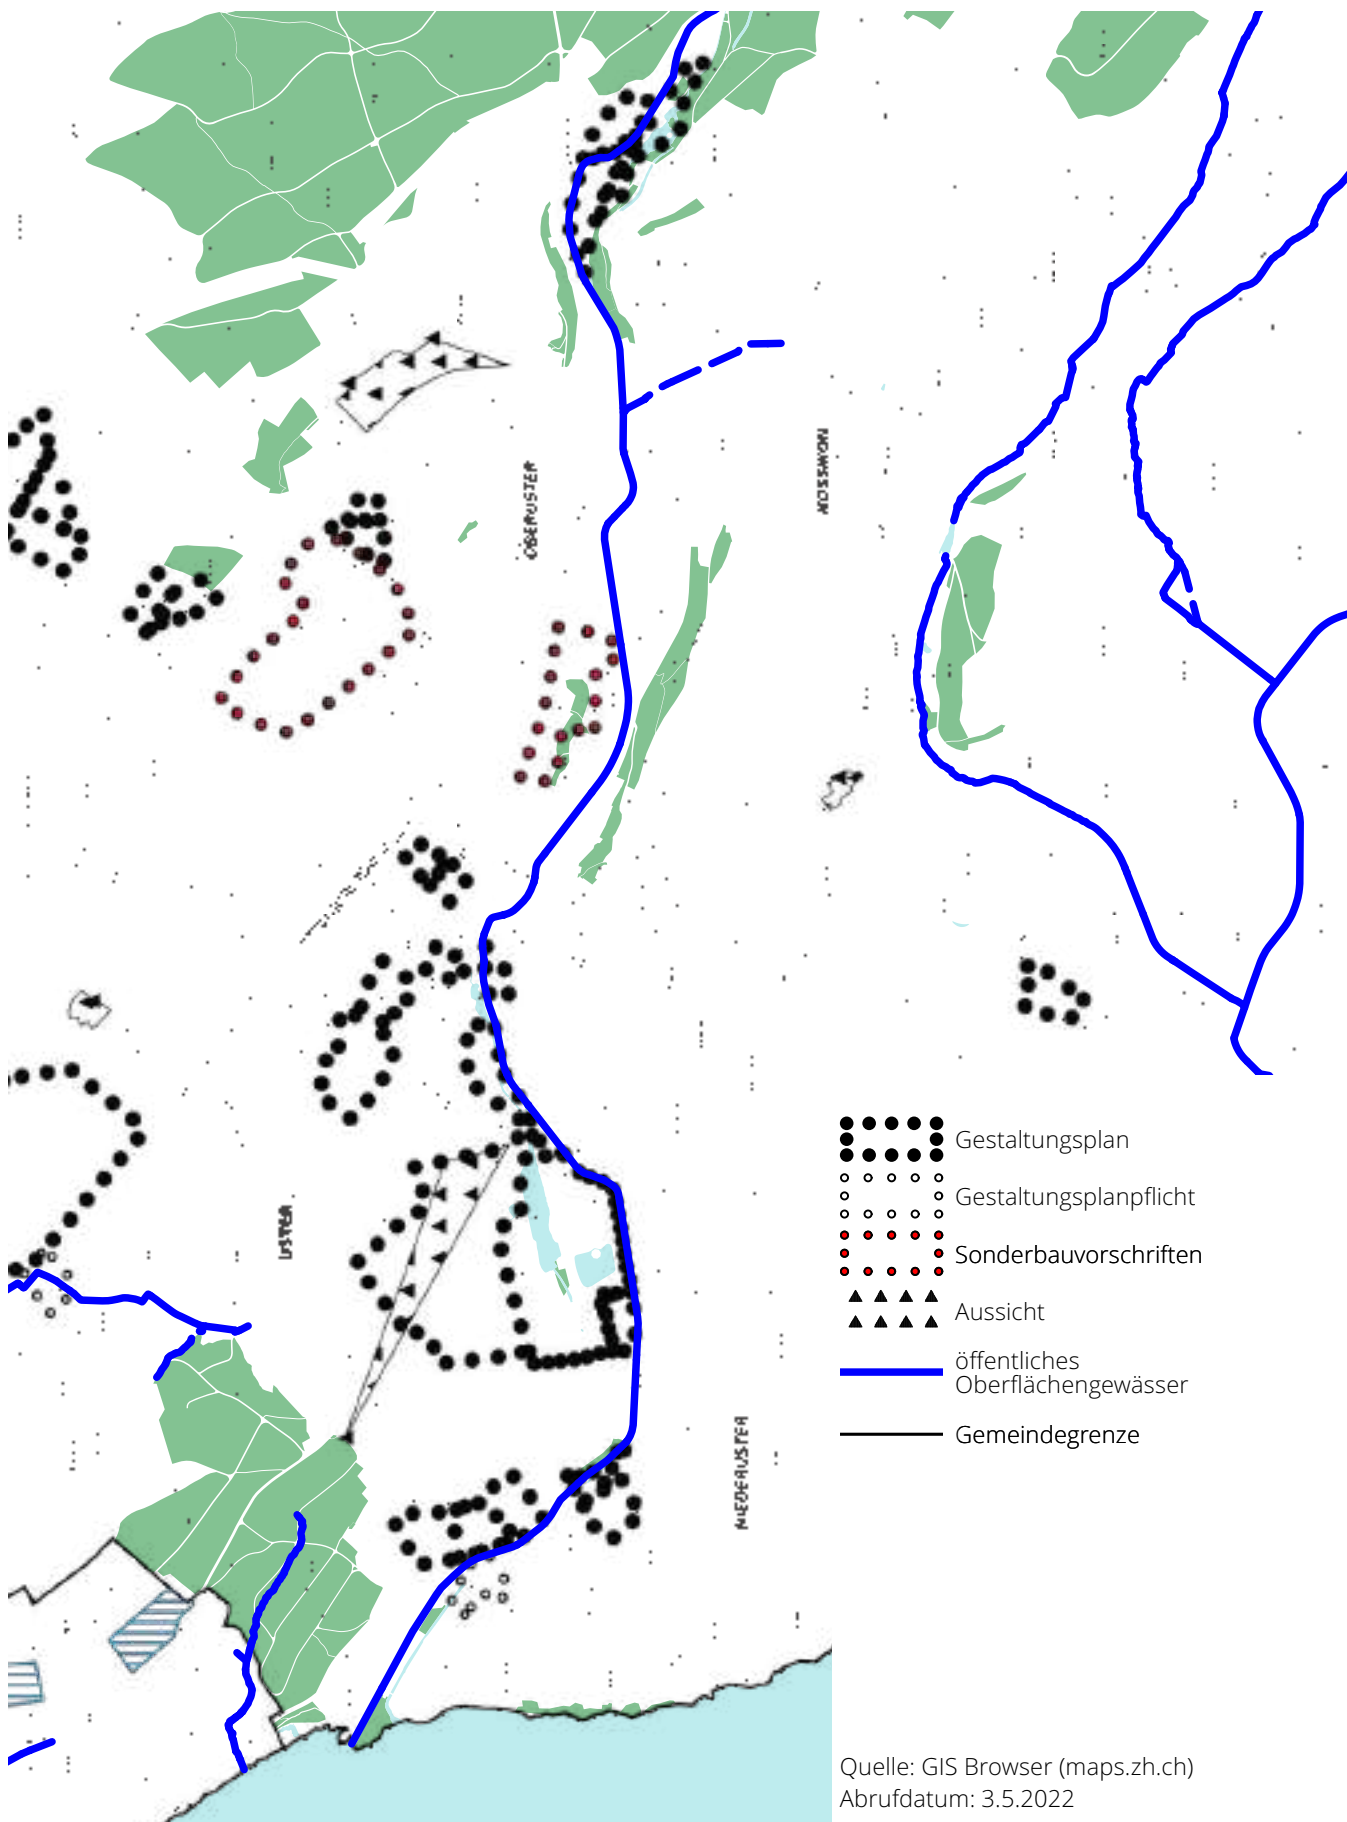 OBERUSTER
NOSSIKON
USTER
NIEDERUSTER
Gestaltungsplan
Gestaltungsplanpflicht
Sonderbauvorschriften
Aussicht
öffentliches
Oberflächengewässer
Gemeindegrenze
Quelle: GIS Browser (maps.zh.ch)
Abrufdatum: 3.5.2022